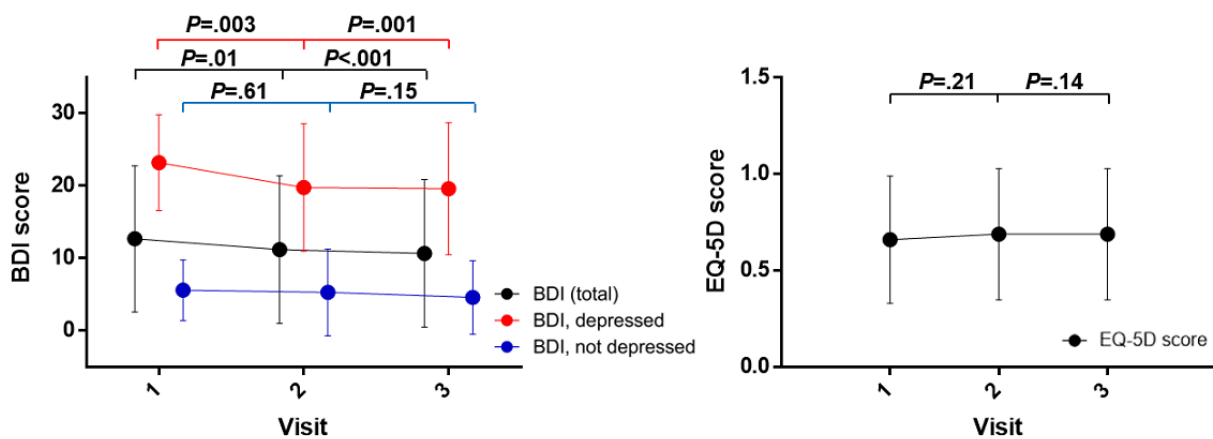 P=.003 P=.001
P=.01 P<.001
P=.61 P=.15
30
20
10
0
BDI score
BDI (total)
BDI, depressed
BDI, not depressed
1 2 3
Visit
P=.21 P=.14
1.5
1.0
0.5
0.0
EQ-5D score
EQ-5D score
1 2 3
Visit